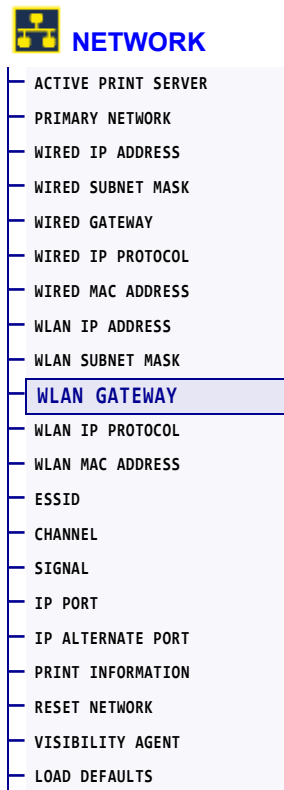 NETWORK
ACTIVE PRINT SERVER
PRIMARY NETWORK
WIRED IP ADDRESS
WIRED SUBNET MASK
WIRED GATEWAY
WIRED IP PROTOCOL
WIRED MAC ADDRESS
WLAN IP ADDRESS
WLAN SUBNET MASK
WLAN GATEWAY
WLAN IP PROTOCOL
WLAN MAC ADDRESS
ESSID
CHANNEL
SIGNAL
IP PORT
IP ALTERNATE PORT
PRINT INFORMATION
RESET NETWORK
VISIBILITY AGENT
LOAD DEFAULTS